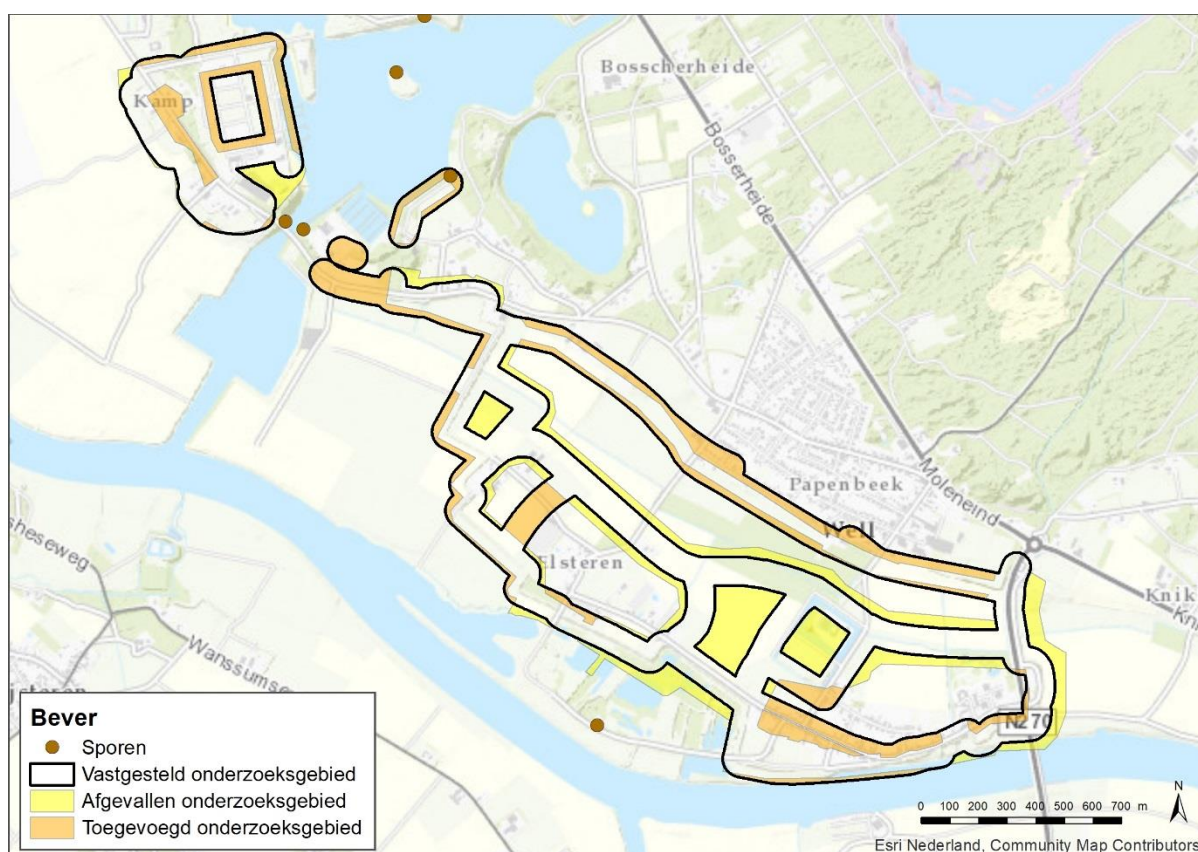 Bosscherheide
Kamp
Bosserheide
Papenbeek
Moleneind
Well
Elsteren
Knik
Wanssumse
N270
Bever
Sporen
Vastgesteld onderzoeksgebied
Afgevallen onderzoeksgebied
Toegevoegd onderzoeksgebied
0 100 200 300 400 500 600 700 m
N
Esri Nederland, Community Map Contributors